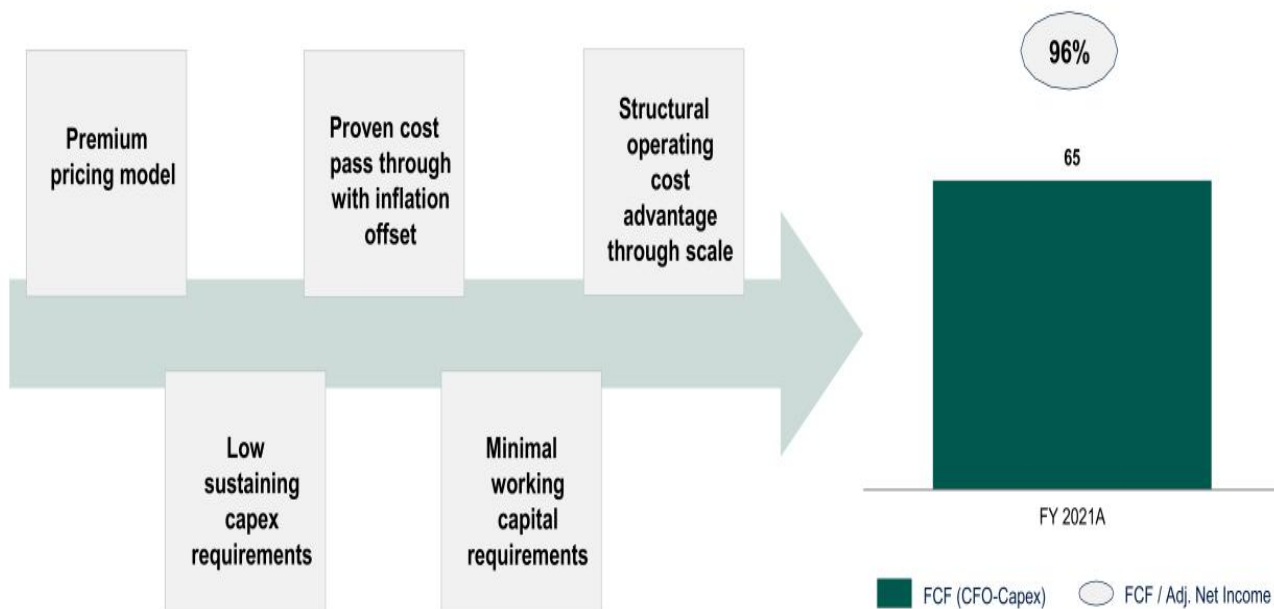 Premium
pricing model
Proven cost
pass through
with inflation
offset
Structural
operating
cost
advantage
through scale
Low
sustaining
capex
requirements
Minimal
working
capital
requirements
96%
65
FY 2021A
FCF (CFO-Capex)
FCF / Adj. Net Income